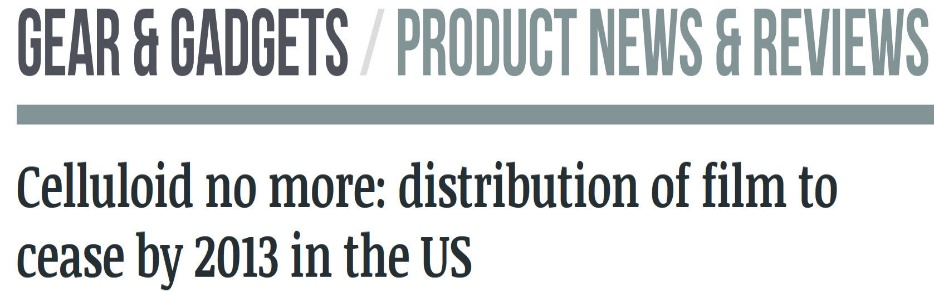 GEAR & GADGETS / PRODUCT NEWS & REVIEWS
Celluloid no more: distribution of film to
cease by 2013 in the US